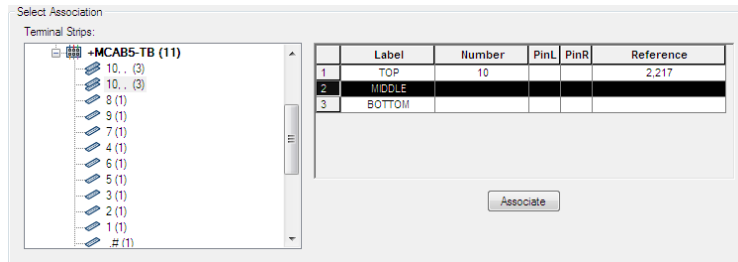 Select Association
Terminal Strips:
+MCAB5-TB (11)
10, , (3)
10, , (3)
8 (1)
9 (1)
7 (1)
4 (1)
6 (1)
5 (1)
3 (1)
2 (1)
1 (1)
.# (1)
Label Number PinL PinR Reference
1 TOP 10 2,217
2 MIDDLE
3 BOTTOM
Associate